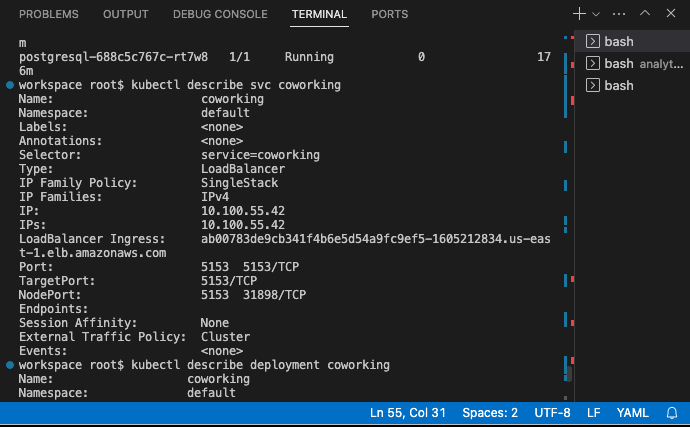 PROBLEMS OUTPUT DEBUG CONSOLE TERMINAL PORTS
m
postgresql-688c5c767c-rt7w8 1/1 Running 0 17
6m
workspace root$ kubectl describe svc coworking
Name: coworking
Namespace: default
Labels: <none>
Annotations: <none>
Selector: service=coworking
Type: LoadBalancer
IP Family Policy: SingleStack
IP Families: IPv4
IP: 10.100.55.42
IPs: 10.100.55.42
LoadBalancer Ingress: ab00783de9cb341f4b6e5d54a9fc9ef5-1605212834.us-eas
t-1.elb.amazonaws.com
Port: 5153 5153/TCP
TargetPort: 5153/TCP
NodePort: 5153 31898/TCP
Endpoints:
Session Affinity: None
External Traffic Policy: Cluster
Events: <none>
workspace root$ kubectl describe deployment coworking
Name: coworking
Namespace: default
bash
bash analyt...
bash
Ln 55, Col 31 Spaces: 2 UTF-8 LF YAML